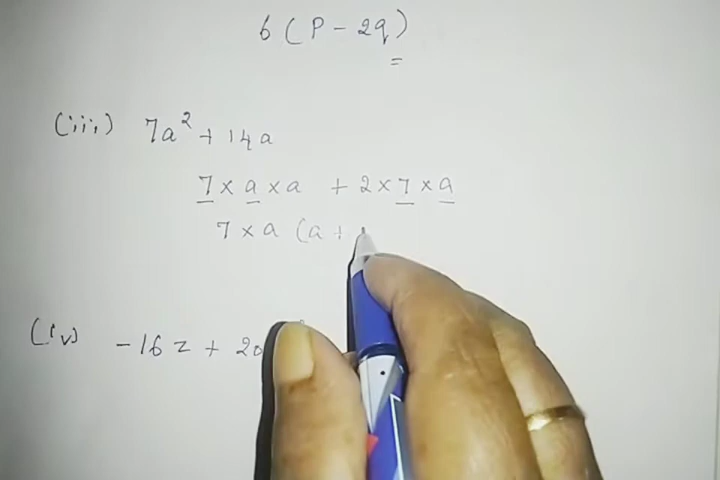 6 ( P - 2q )
(iii) 7a² + 14a
7 × a × a + 2 × 7 × a
7 × a (a +
(iv) -16z + 20